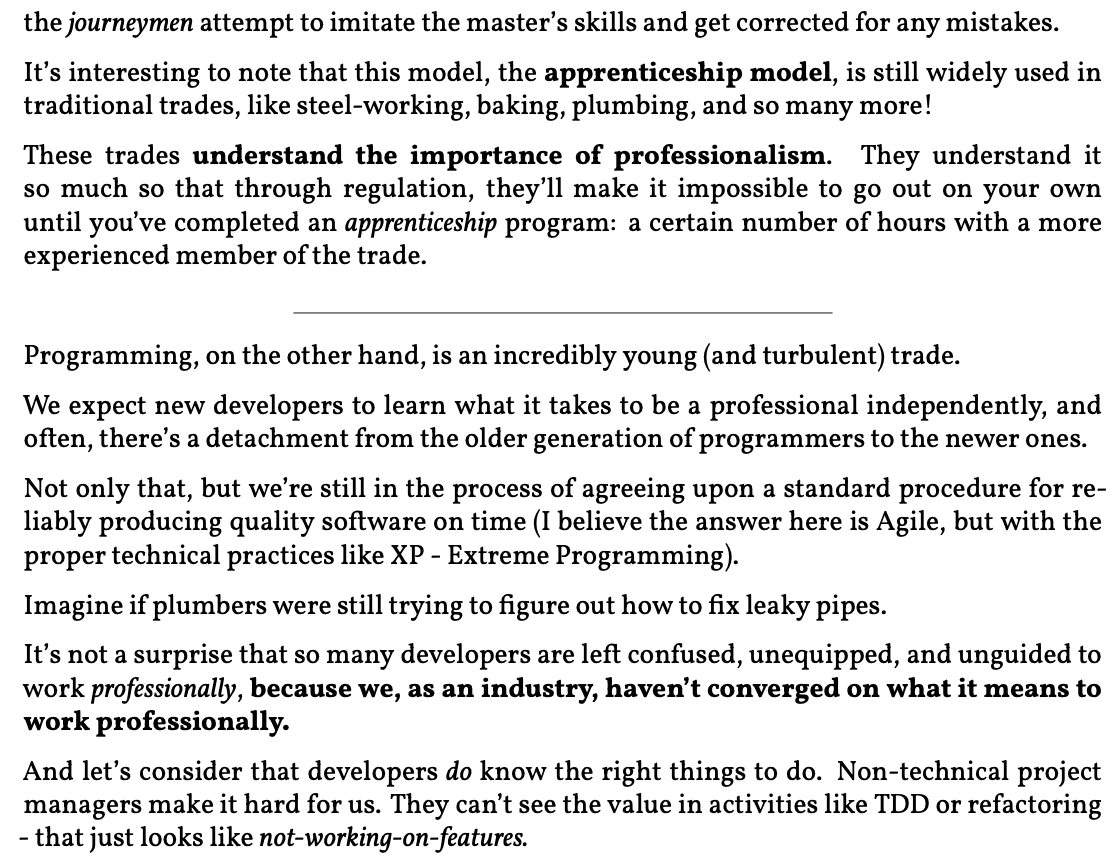 the journeymen attempt to imitate the master's skills and get corrected for any mistakes.
It's interesting to note that this model, the apprenticeship model, is still widely used in
traditional trades, like steel-working, baking, plumbing, and so many more!
These trades understand the importance of professionalism. They understand it
so much so that through regulation, they'll make it impossible to go out on your own
until you've completed an apprenticeship program: a certain number of hours with a more
experienced member of the trade.
Programming, on the other hand, is an incredibly young (and turbulent) trade.
We expect new developers to learn what it takes to be a professional independently, and
often, there's a detachment from the older generation of programmers to the newer ones.
Not only that, but we're still in the process of agreeing upon a standard procedure for re-
liably producing quality software on time (I believe the answer here is Agile, but with the
proper technical practices like XP - Extreme Programming).
Imagine if plumbers were still trying to figure out how to fix leaky pipes.
It's not a surprise that so many developers are left confused, unequipped, and unguided to
work professionally, because we, as an industry, haven't converged on what it means to
work professionally.
And let's consider that developers do know the right things to do. Non-technical project
managers make it hard for us. They can't see the value in activities like TDD or refactoring
- that just looks like not-working-on-features.